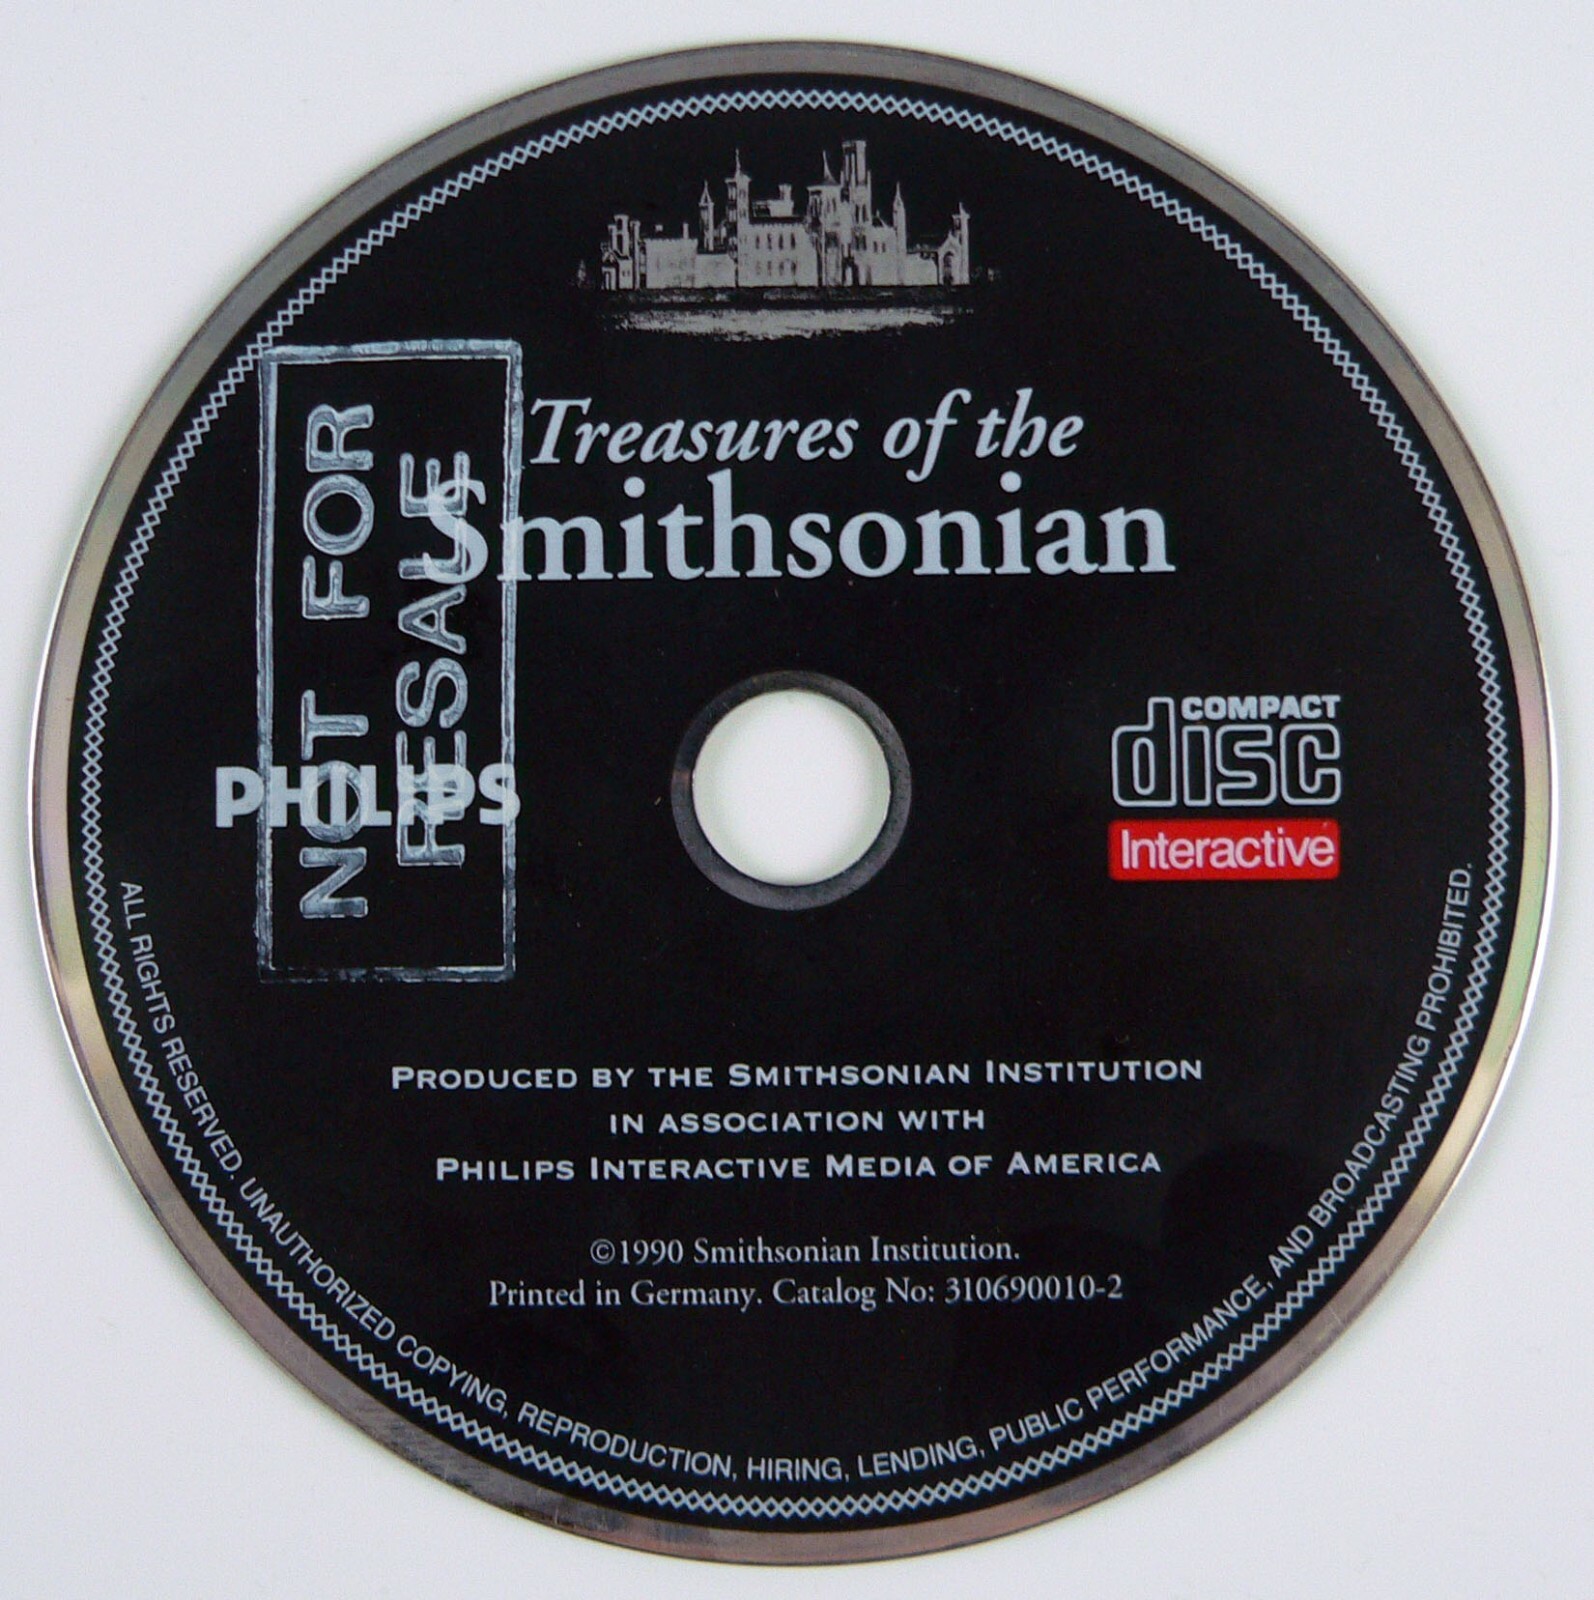 Treasures of the
Smithsonian
NOT FOR
RESALE
PHILIPS
COMPACT
disc
Interactive
PRODUCED BY THE SMITHSONIAN INSTITUTION
IN ASSOCIATION WITH
PHILIPS INTERACTIVE MEDIA OF AMERICA
©1990 Smithsonian Institution.
Printed in Germany. Catalog No: 310690010-2
ALL RIGHTS RESERVED. UNAUTHORIZED COPYING, REPRODUCTION, HIRING, LENDING, PUBLIC PERFORMANCE, AND BROADCASTING PROHIBITED.